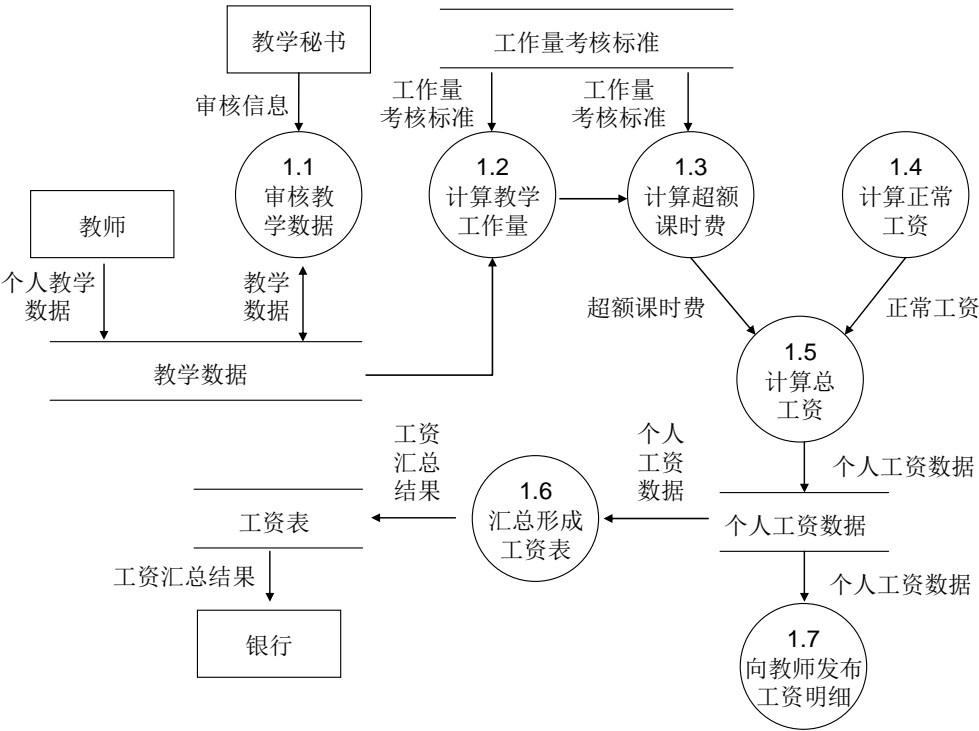 教学秘书
工作量考核标准
审核信息
工作量
考核标准
工作量
考核标准
1.1
审核教
学数据
1.2
计算教学
工作量
1.3
计算超额
课时费
1.4
计算正常
工资
教师
个人教学
数据
教学
数据
超额课时费
正常工资
教学数据
1.5
计算总
工资
工资
汇总
结果
个人
工资
数据
个人工资数据
工资表
1.6
汇总形成
工资表
个人工资数据
工资汇总结果
个人工资数据
银行
1.7
向教师发布
工资明细